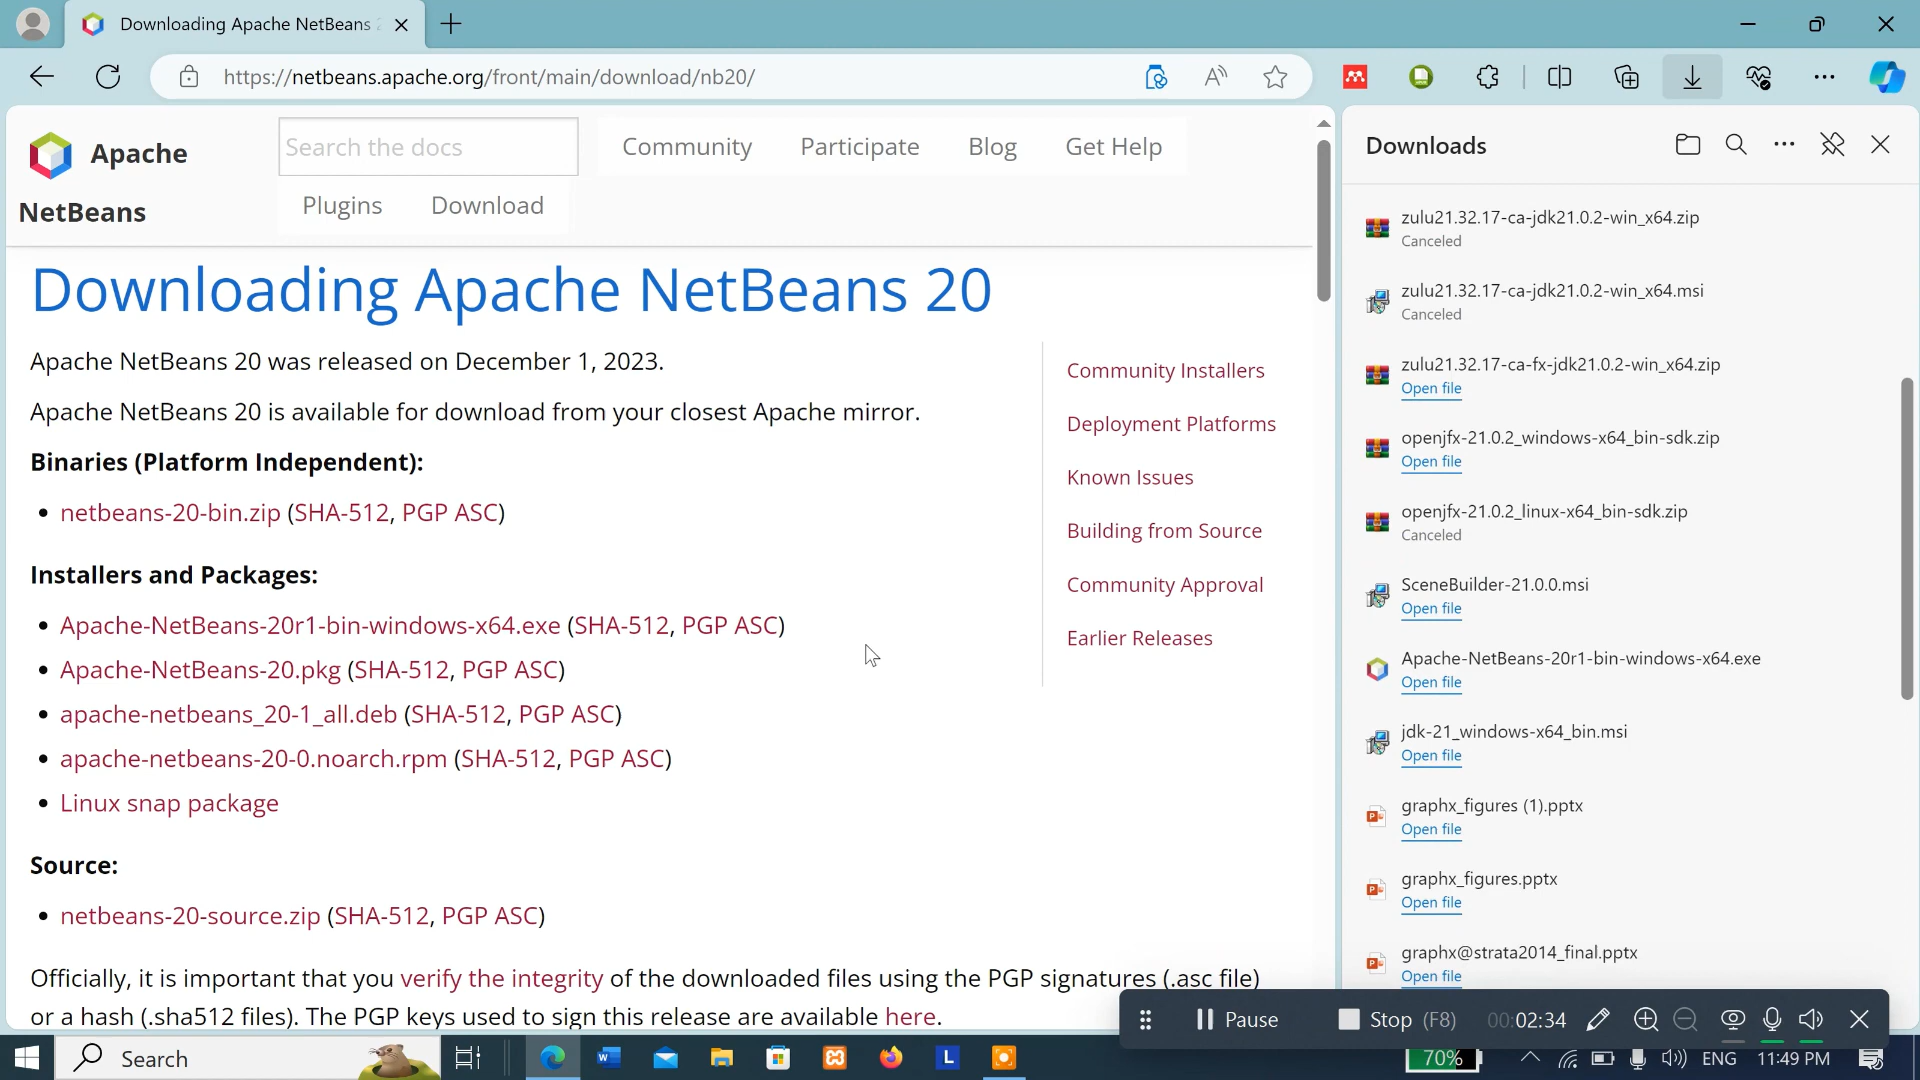 Downloading Apache NetBeans 2
https://netbeans.apache.org/front/main/download/nb20/
Apache NetBeans
Search the docs
Community
Participate
Blog
Get Help
Plugins
Download
Downloading Apache NetBeans 20
Apache NetBeans 20 was released on December 1, 2023.
Apache NetBeans 20 is available for download from your closest Apache mirror.
Binaries (Platform Independent):
netbeans-20-bin.zip (SHA-512, PGP ASC)
Installers and Packages:
Apache-NetBeans-20r1-bin-windows-x64.exe (SHA-512, PGP ASC)
Apache-NetBeans-20.pkg (SHA-512, PGP ASC)
apache-netbeans_20-1_all.deb (SHA-512, PGP ASC)
apache-netbeans-20-0.noarch.rpm (SHA-512, PGP ASC)
Linux snap package
Source:
netbeans-20-source.zip (SHA-512, PGP ASC)
Officially, it is important that you verify the integrity of the downloaded files using the PGP signatures (.asc file)
or a hash (.sha512 files). The PGP keys used to sign this release are available here.
Community Installers
Deployment Platforms
Known Issues
Building from Source
Community Approval
Earlier Releases
Downloads
zulu21.32.17-ca-jdk21.0.2-win_x64.zip
Canceled
zulu21.32.17-ca-jdk21.0.2-win_x64.msi
Canceled
zulu21.32.17-ca-fx-jdk21.0.2-win_x64.zip
Open file
openjfx-21.0.2_windows-x64_bin-sdk.zip
Open file
openjfx-21.0.2_linux-x64_bin-sdk.zip
Canceled
SceneBuilder-21.0.0.msi
Open file
Apache-NetBeans-20r1-bin-windows-x64.exe
Open file
jdk-21_windows-x64_bin.msi
Open file
graphx_figures (1).pptx
Open file
graphx_figures.pptx
Open file
graphx@strata2014_final.pptx
Open file
Pause
Stop (F8)
00:02:34
Search
70%
ENG
11:49 PM